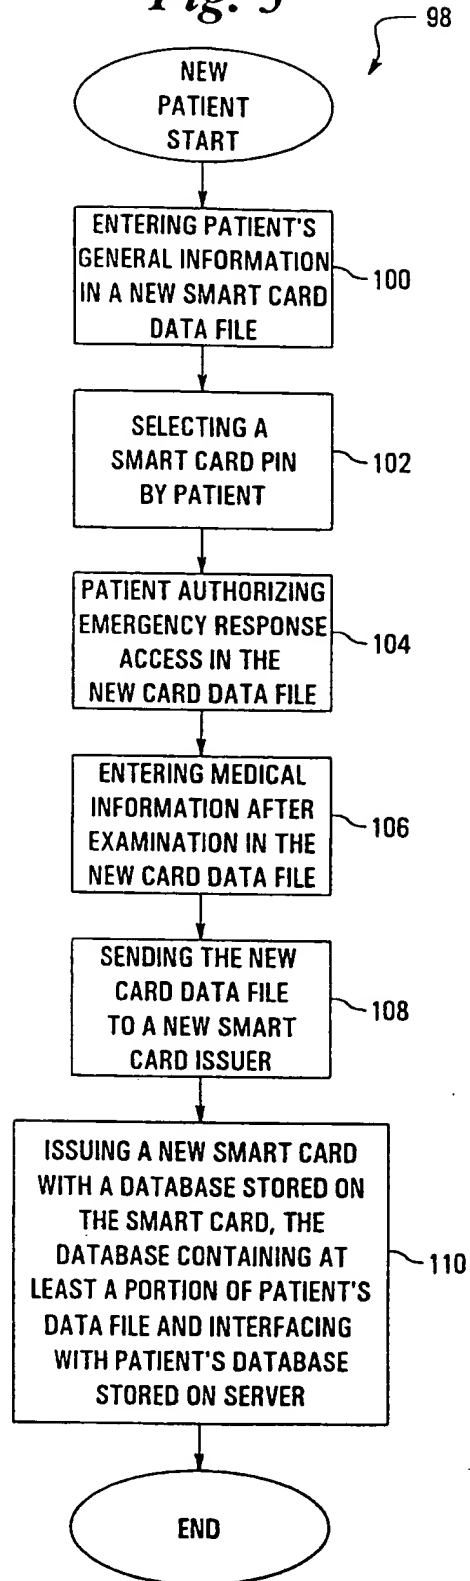 Fig. 5
98
NEW
PATIENT
START
ENTERING PATIENT'S
GENERAL INFORMATION
IN A NEW SMART CARD
DATA FILE
100
SELECTING A
SMART CARD PIN
BY PATIENT
102
PATIENT AUTHORIZING
EMERGENCY RESPONSE
ACCESS IN THE
NEW CARD DATA FILE
104
ENTERING MEDICAL
INFORMATION AFTER
EXAMINATION IN THE
NEW CARD DATA FILE
106
SENDING THE NEW
CARD DATA FILE
TO A NEW SMART
CARD ISSUER
108
ISSUING A NEW SMART CARD
WITH A DATABASE STORED ON
THE SMART CARD, THE
DATABASE CONTAINING AT
LEAST A PORTION OF PATIENT'S
DATA FILE AND INTERFACING
WITH PATIENT'S DATABASE
STORED ON SERVER
110
END